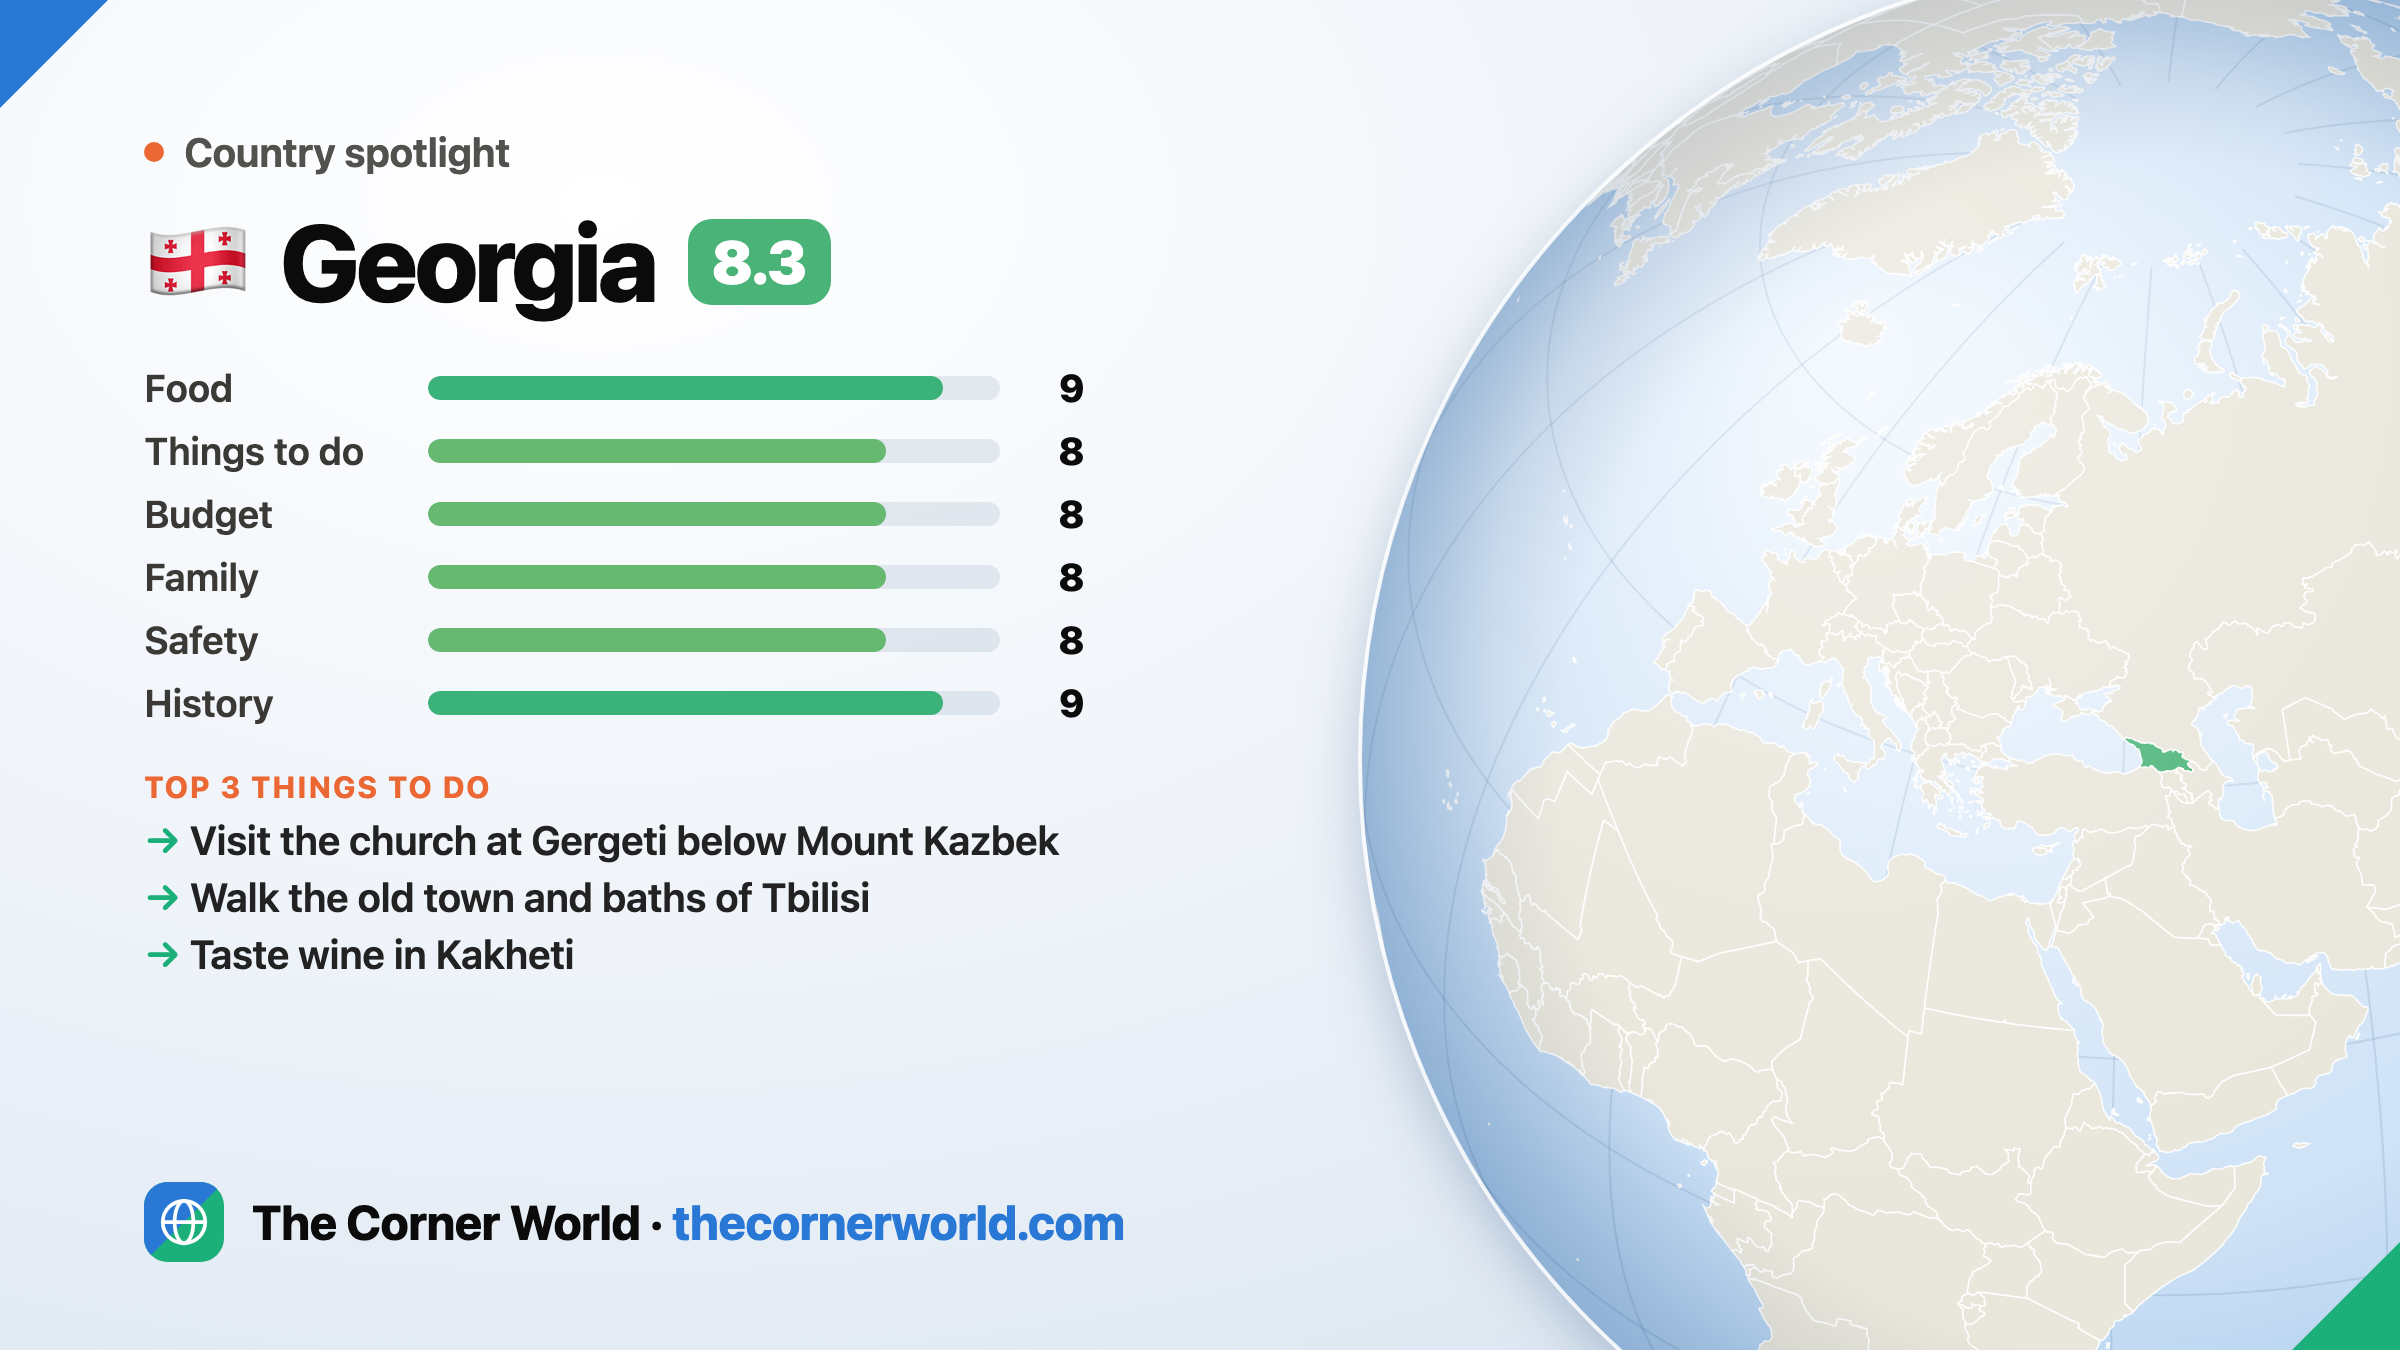 Country spotlight
Georgia 8.3
Food 9
Things to do 8
Budget 8
Family 8
Safety 8
History 9
TOP 3 THINGS TO DO
→ Visit the church at Gergeti below Mount Kazbek
→ Walk the old town and baths of Tbilisi
→ Taste wine in Kakheti
The Corner World · thecornerworld.com